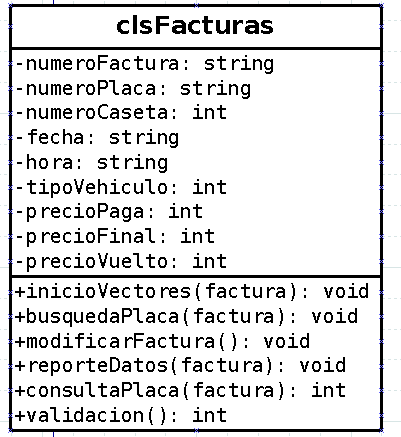 clsFacturas
-numeroFactura: string
-numeroPlaca: string
-numeroCaseta: int
-fecha: string
-hora: string
-tipoVehiculo: int
-precioPaga: int
-precioFinal: int
-precioVuelto: int
+inicioVectores(factura): void
+busquedaPlaca(factura): void
+modificarFactura(): void
+reporteDatos(factura): void
+consultaPlaca(factura): int
+validacion(): int